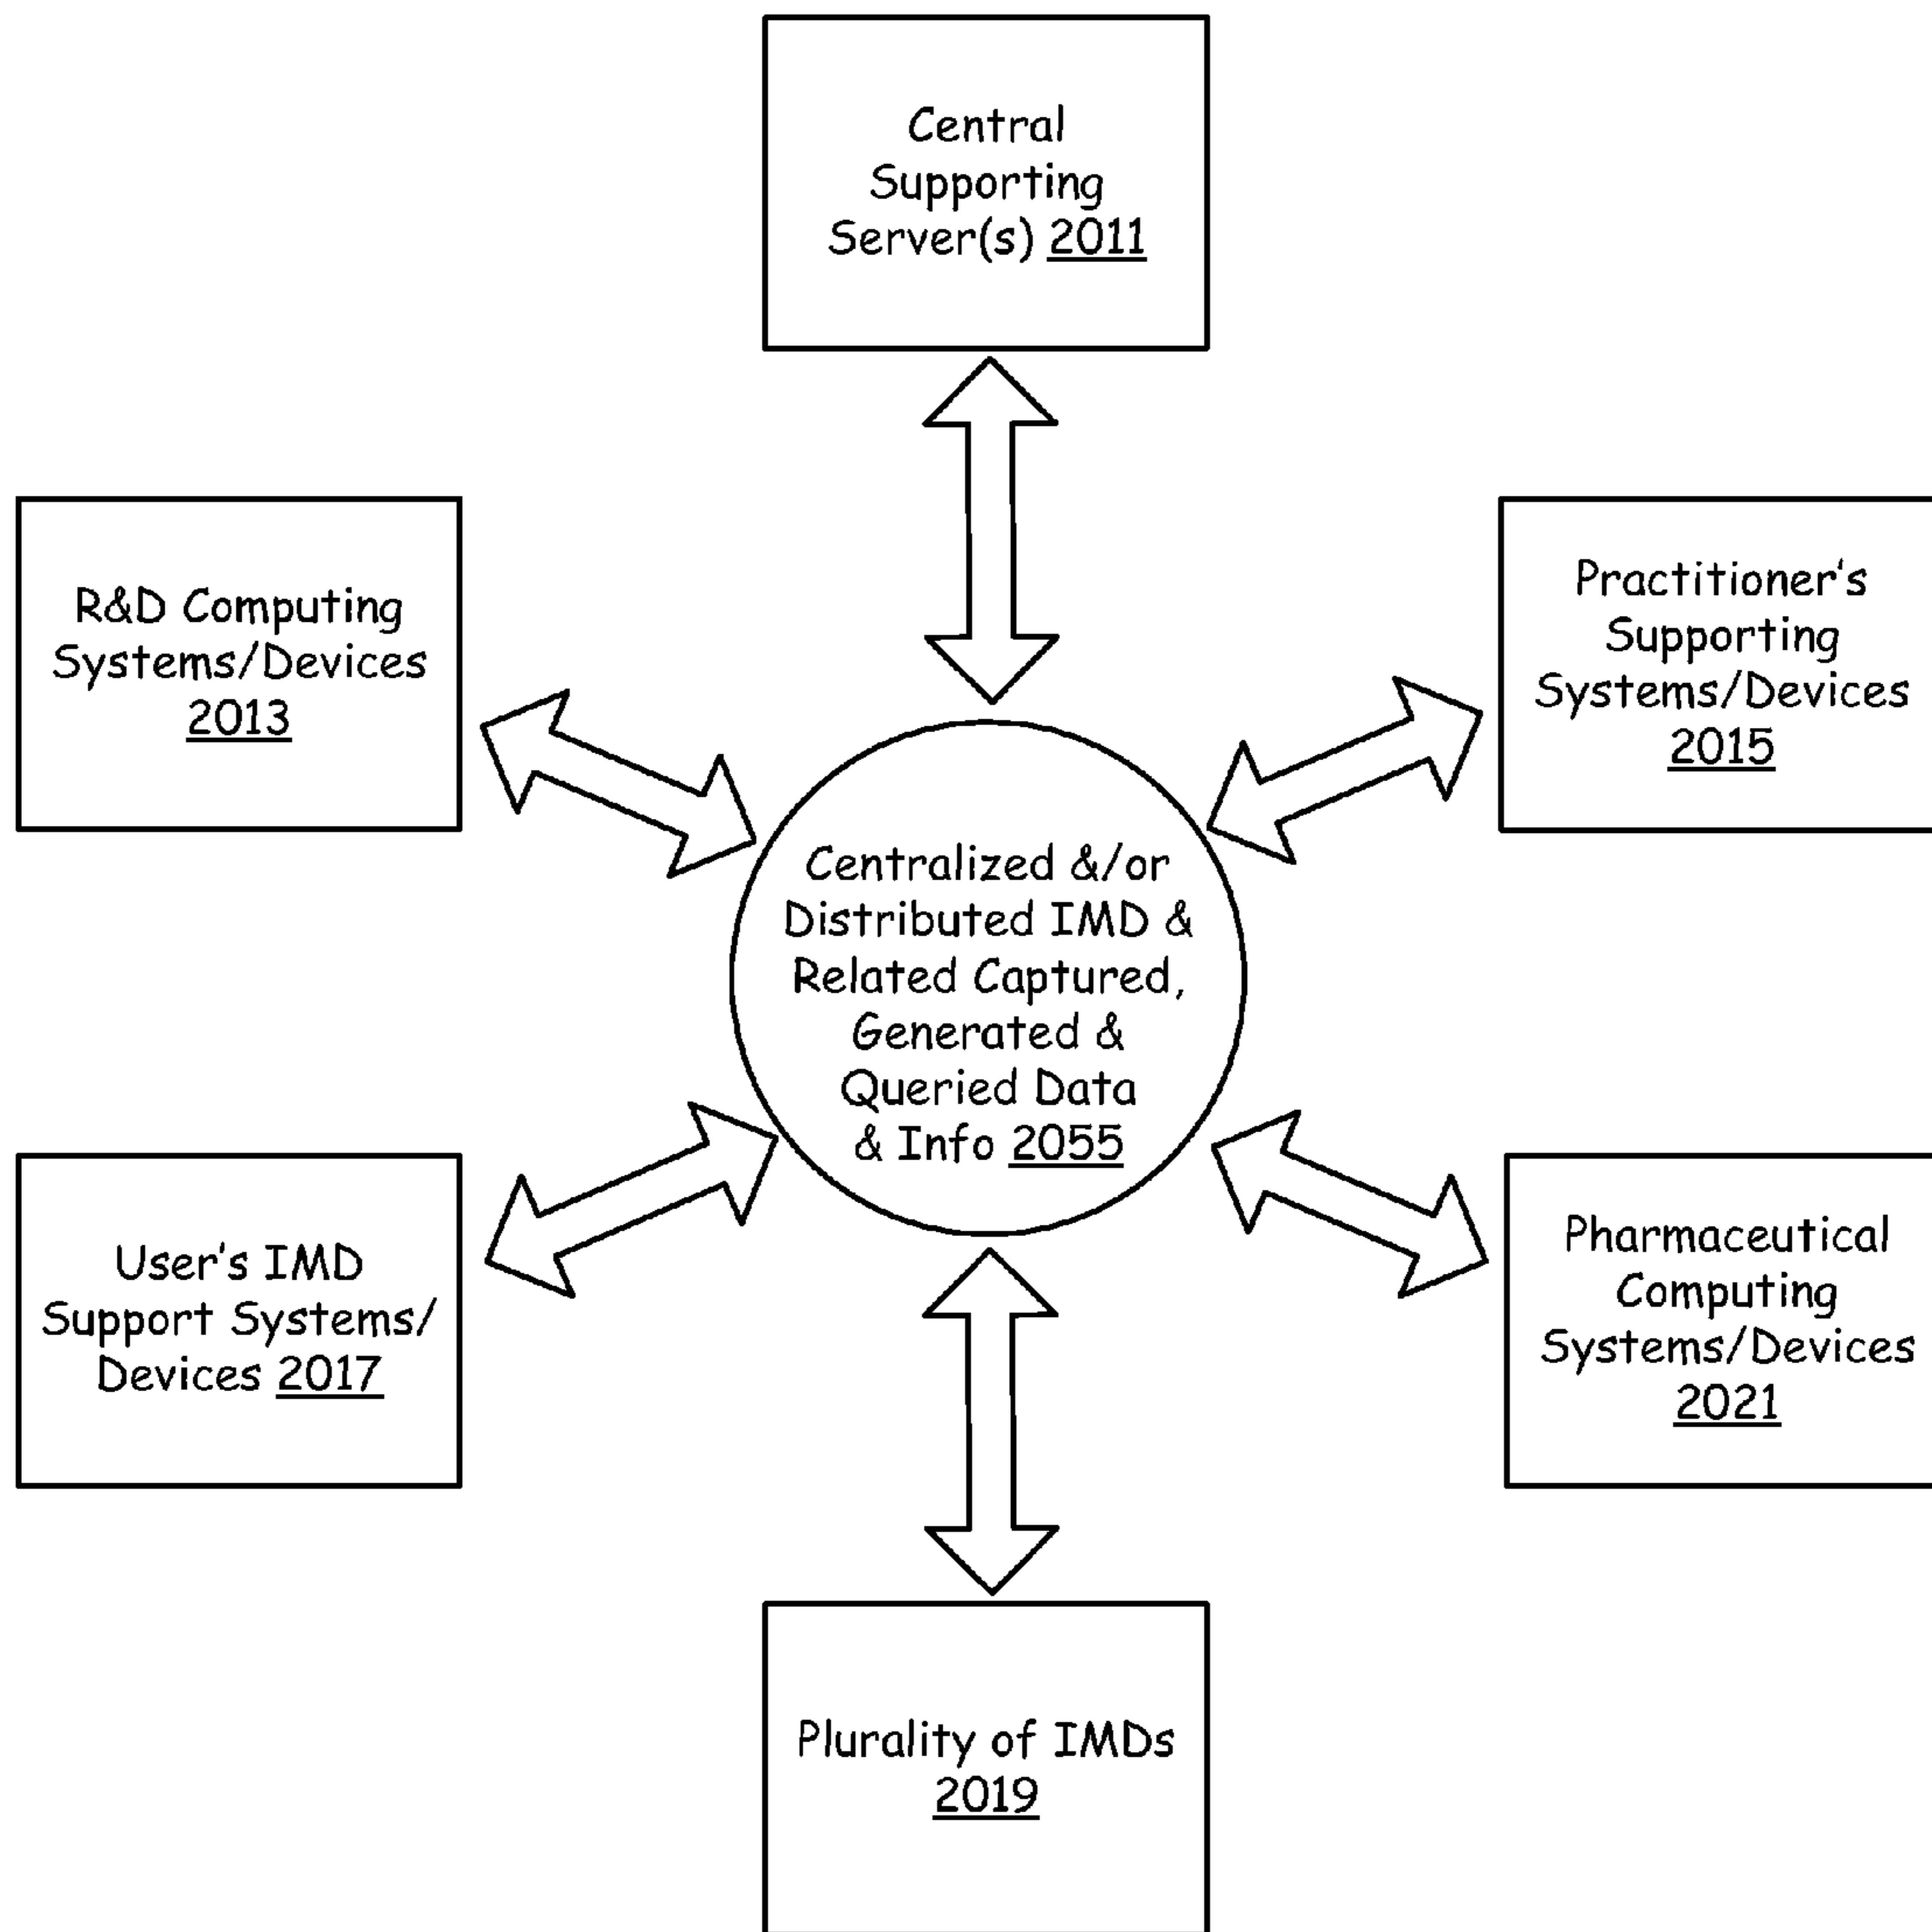 Central
Supporting
Server(s) 2011
R&D Computing
Systems/Devices
2013
Practitioner's
Supporting
Systems/Devices
2015
Centralized &/or
Distributed IMD &
Related Captured,
Generated &
Queried Data
& Info 2055
User's IMD
Support Systems/
Devices 2017
Pharmaceutical
Computing
Systems/Devices
2021
Plurality of IMDs
2019